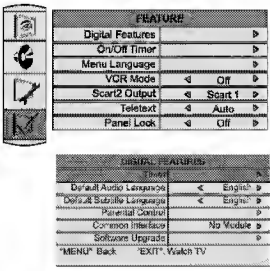 FEATURE
Digital Features
On/Off Timer
Menu Language
VCR Mode Off
Scart2 Output Scart 1
Teletext Auto
Panel Lock Off
DIGITAL FEATURES
Timer
Default Audio Language English
Default Subtitle Language English
Parental Control
Common Interface No Module
Software Upgrade
"MENU" Back "EXIT" Watch TV